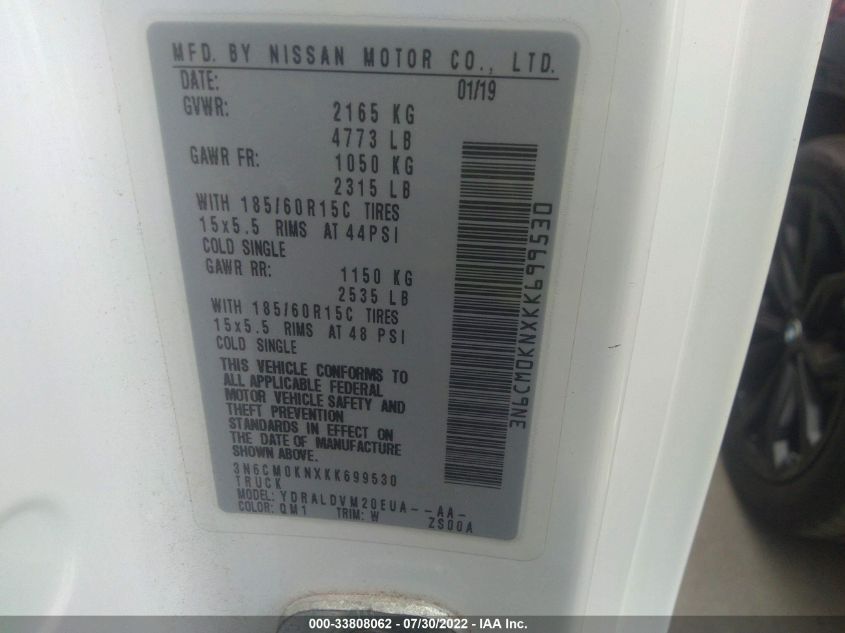 MFD. BY NISSAN MOTOR CO., LTD.
DATE: 01/19
GVWR: 2165 KG
4773 LB
GAWR FR: 1050 KG
2315 LB
WITH 185/60R15C TIRES
15x5.5 RIMS AT 44PSI
COLD SINGLE
GAWR RR: 1150 KG
2535 LB
WITH 185/60R15C TIRES
15x5.5 RIMS AT 48 PSI
COLD SINGLE
THIS VEHICLE CONFORMS TO
ALL APPLICABLE FEDERAL
MOTOR VEHICLE SAFETY AND
THEFT PREVENTION
STANDARDS IN EFFECT ON
THE DATE OF MANUFACTURE
SHOWN ABOVE.
3N6CM0KNXKK699530
TRUCK
MODEL: YDRALDVM20EUA--AA-
COLOR: QM1 TRIM: W ZS00A
3N6CM0KNXKK699530
000-33808062 - 07/30/2022 - IAA Inc.